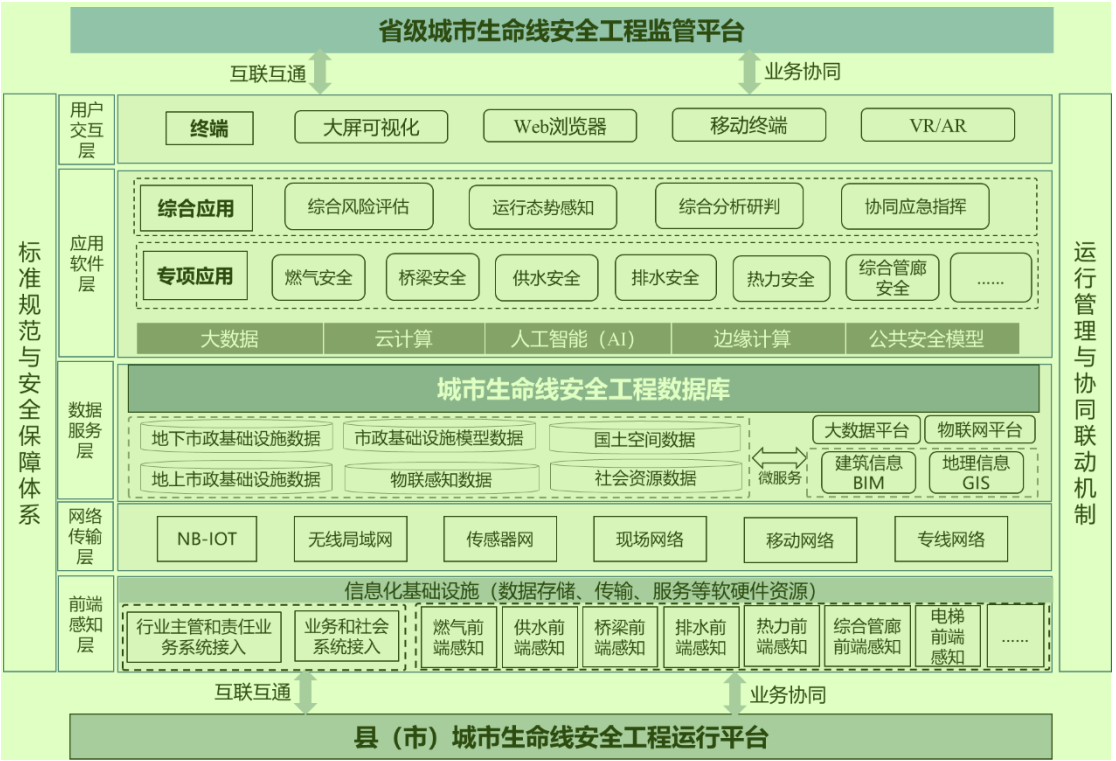 省级城市生命线安全工程监管平台
互联互通
业务协同
标准规范与安全保障体系
运行管理与协同联动机制
用户
交互
层
终端
大屏可视化
Web浏览器
移动终端
VR/AR
应用
软件
层
综合应用
综合风险评估
运行态势感知
综合分析研判
协同应急指挥
专项应用
燃气安全
桥梁安全
供水安全
排水安全
热力安全
综合管廊
安全
......
大数据
云计算
人工智能（AI）
边缘计算
公共安全模型
数据
服务
层
城市生命线安全工程数据库
地下市政基础设施数据
市政基础设施模型数据
国土空间数据
地上市政基础设施数据
物联感知数据
社会资源数据
微服务
大数据平台
物联网平台
建筑信息
BIM
地理信息
GIS
网络
传输
层
NB-IOT
无线局域网
传感器网
现场网络
移动网络
专线网络
前端
感知
层
信息化基础设施（数据存储、传输、服务等软硬件资源）
行业主管和责任业
务系统接入
业务和社会
系统接入
燃气前
端感知
供水前
端感知
桥梁前
端感知
排水前
端感知
热力前
端感知
综合管廊
前端感知
电梯
前端
感知
......
互联互通
业务协同
县（市）城市生命线安全工程运行平台